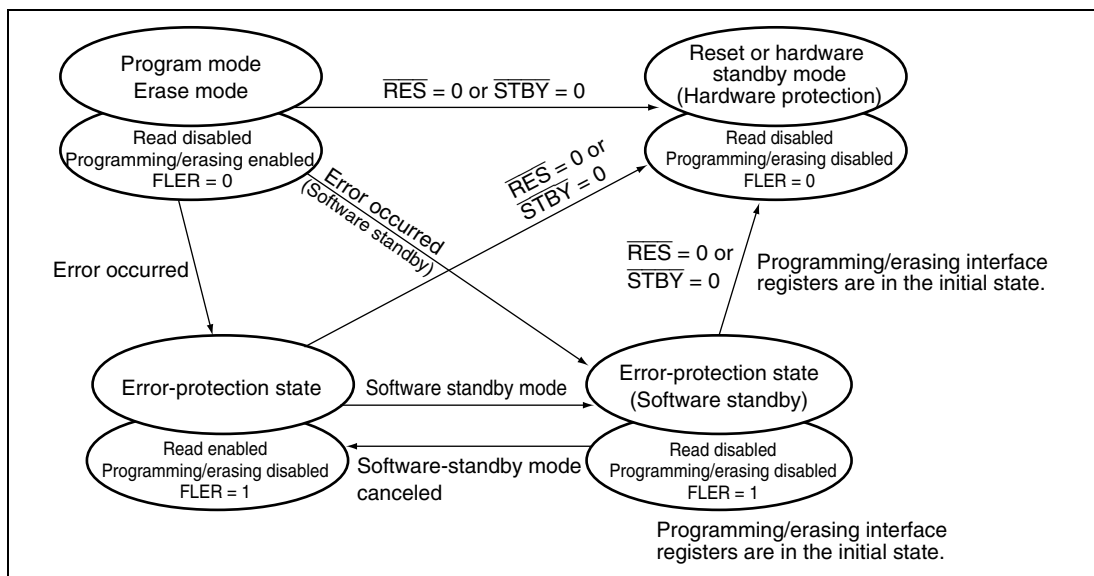 Program mode
Erase mode
Read disabled
Programming/erasing enabled
FLER = 0
RES = 0 or STBY = 0
Reset or hardware
standby mode
(Hardware protection)
Read disabled
Programming/erasing disabled
FLER = 0
Error occurred
(Software standby)
RES = 0 or
STBY = 0
Error occurred
RES = 0 or
STBY = 0
Programming/erasing interface
registers are in the initial state.
Error-protection state
Read enabled
Programming/erasing disabled
FLER = 1
Software standby mode
Software-standby mode
canceled
Error-protection state
(Software standby)
Read disabled
Programming/erasing disabled
FLER = 1
Programming/erasing interface
registers are in the initial state.